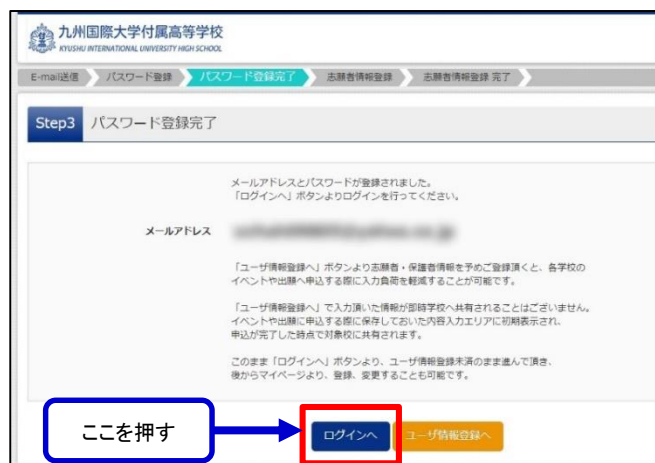 九州国際大学付属高等学校
KYUSHU INTERNATIONAL UNIVERSITY HIGH SCHOOL
E-mail送信 パスワード登録 パスワード登録完了 志願者情報登録 志願者情報登録 完了
Step3 パスワード登録完了
メールアドレスとパスワードが登録されました。
「ログインへ」ボタンよりログインを行ってください。
メールアドレス
「ユーザ情報登録へ」ボタンより志願者・保護者情報を予めご登録頂くと、各学校の
イベントや出願へ申込する際に入力負荷を軽減することが可能です。
「ユーザ情報登録へ」で入力頂いた情報が即時学校へ共有されることはございません。
イベントや出願に申込する際に保存しておいた内容入力エリアに初期表示され、
申込が完了した時点で対象校に共有されます。
このまま「ログインへ」ボタンより、ユーザ情報登録未済のまま進んで頂き、
後からマイページより、登録、変更することも可能です。
ここを押す
ログインへ ユーザ情報登録へ